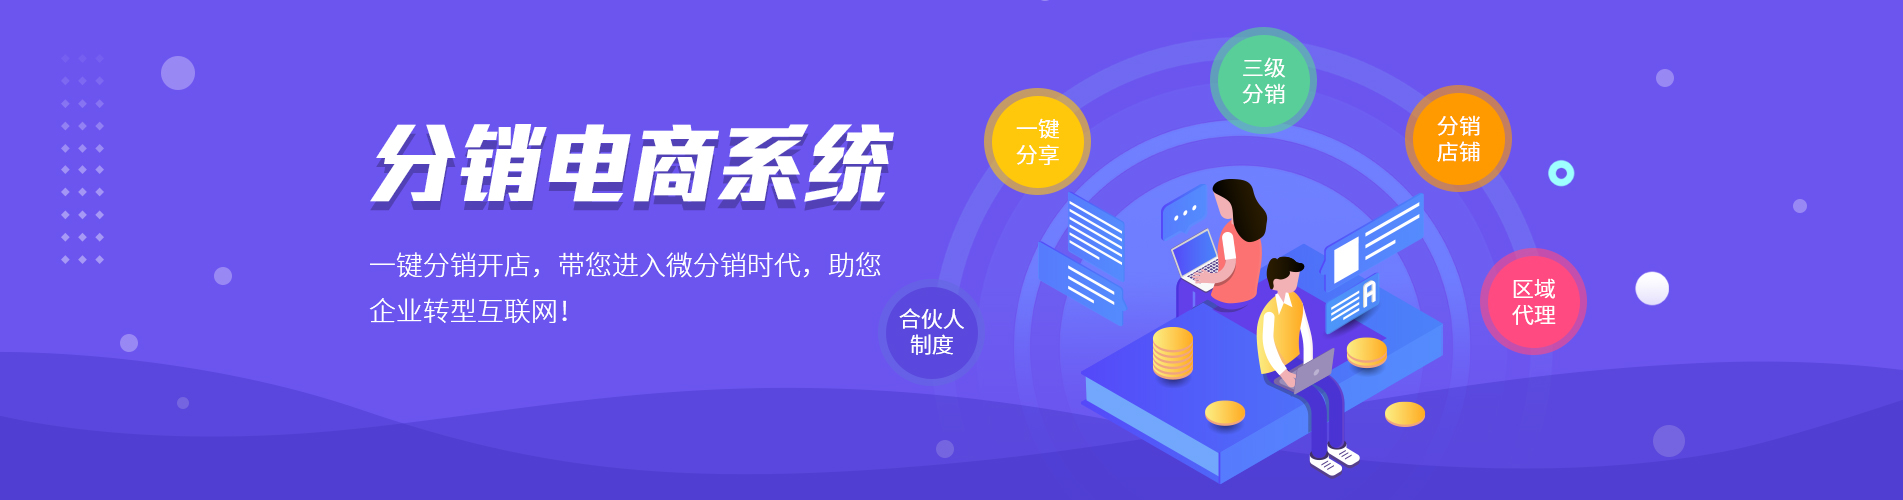 分销电商系统
一键分销开店，带您进入微分销时代，助您
企业转型互联网！
合伙人
制度
一键
分享
三级
分销
分销
店铺
区域
代理
A